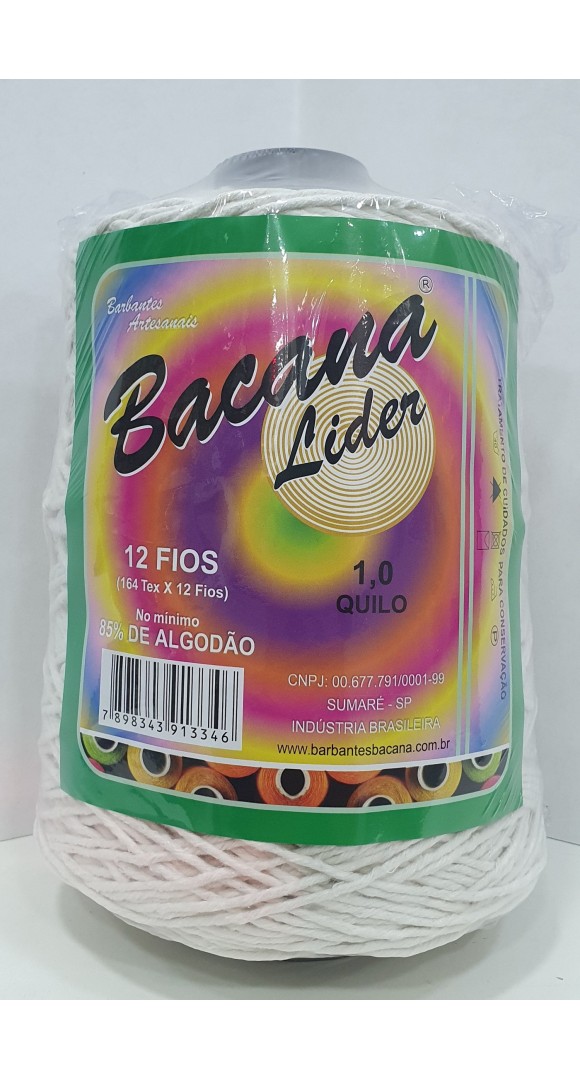 Barbantes
Artesanais
Bacana®
Lider
12 FIOS
(164 Tex X 12 Fios)
1,0
QUILO
No mínimo
85% DE ALGODÃO
7 898343 913346
CNPJ: 00.677.791/0001-99
SUMARÉ - SP
INDÚSTRIA BRASILEIRA
www.barbantesbacana.com.br
TRATAMENTO DE CUIDADOS PARA CONSERVAÇÃO
P